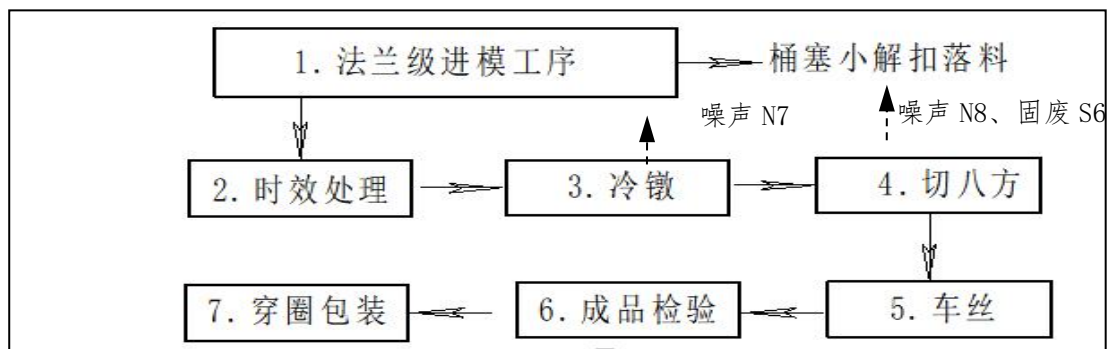 1. 法兰级进模工序
桶塞小解扣落料
噪声 N7
噪声 N8、固废 S6
2. 时效处理
3. 冷镦
4. 切八方
7. 穿圈包装
6. 成品检验
5. 车丝